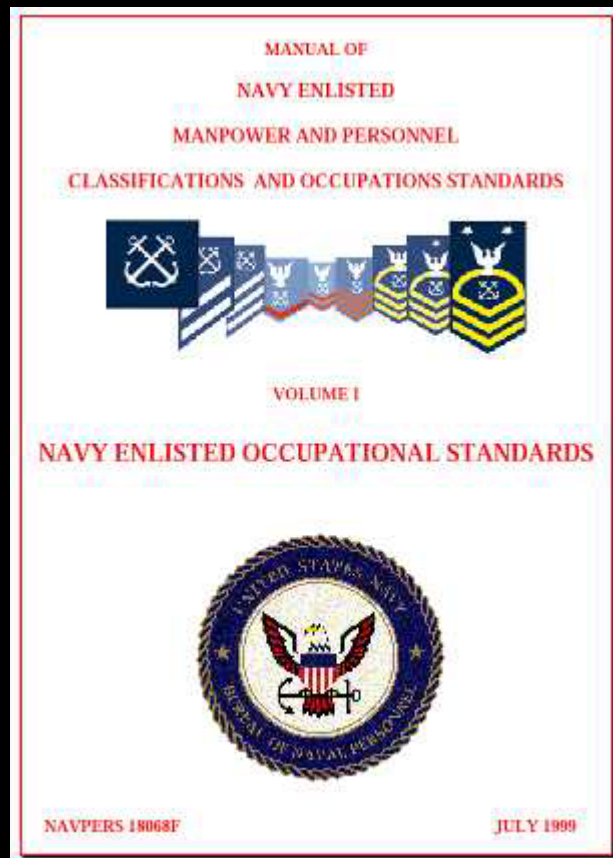 MANUAL OF
NAVY ENLISTED
MANPOWER AND PERSONNEL
CLASSIFICATIONS AND OCCUPATIONS STANDARDS
VOLUME I
NAVY ENLISTED OCCUPATIONAL STANDARDS
UNITED STATES NAVY
BUREAU OF NAVAL PERSONNEL
NAVPERS 18068F
JULY 1999